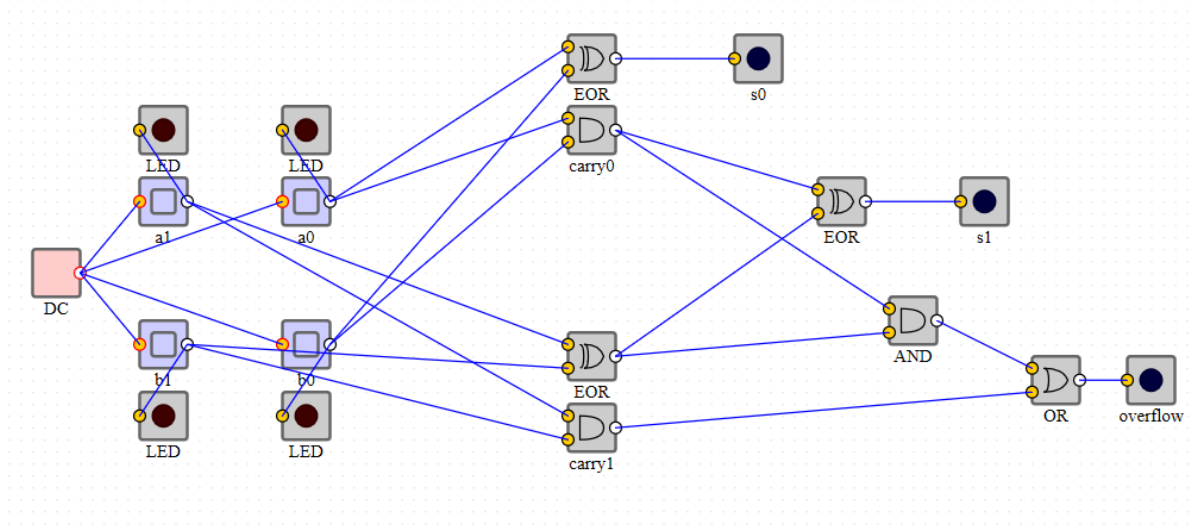 EOR
s0
LED
LED
carry0
a1
a0
EOR
s1
DC
b1
b0
EOR
AND
LED
LED
carry1
OR
overflow